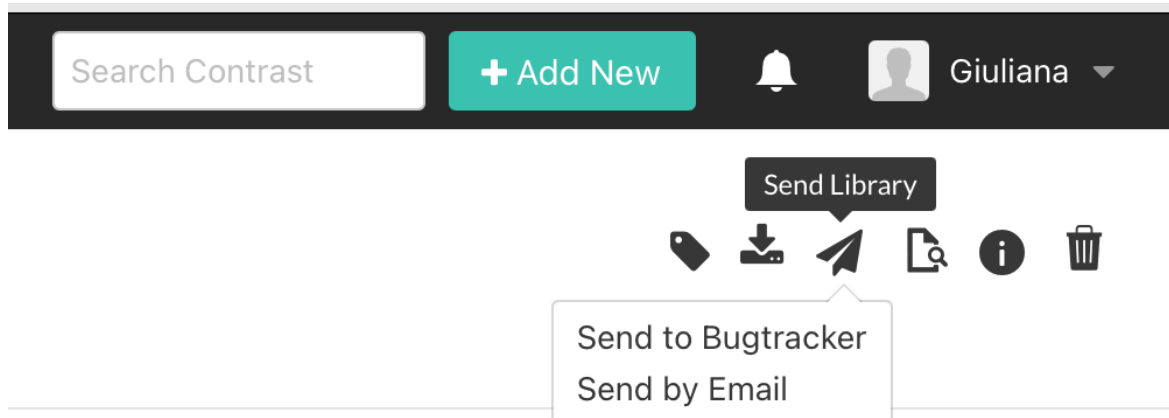 Search Contrast
Add New
Giuliana
Send Library
Send to Bugtracker
Send by Email